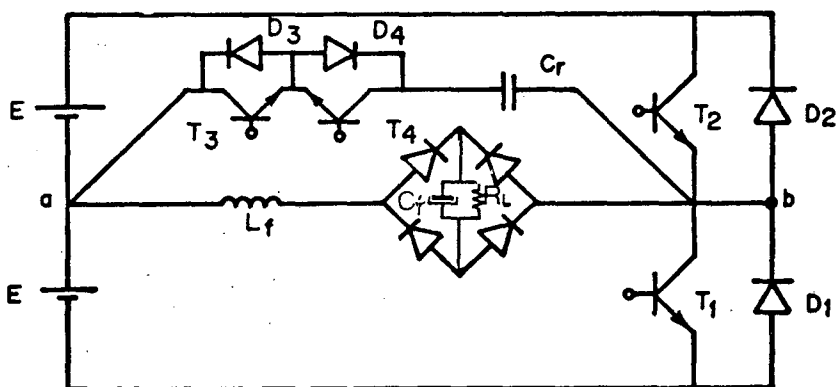 D3 D4
Cr
E T3 T4 T2 D2
Cf RL
a b
Lf
E T1 D1